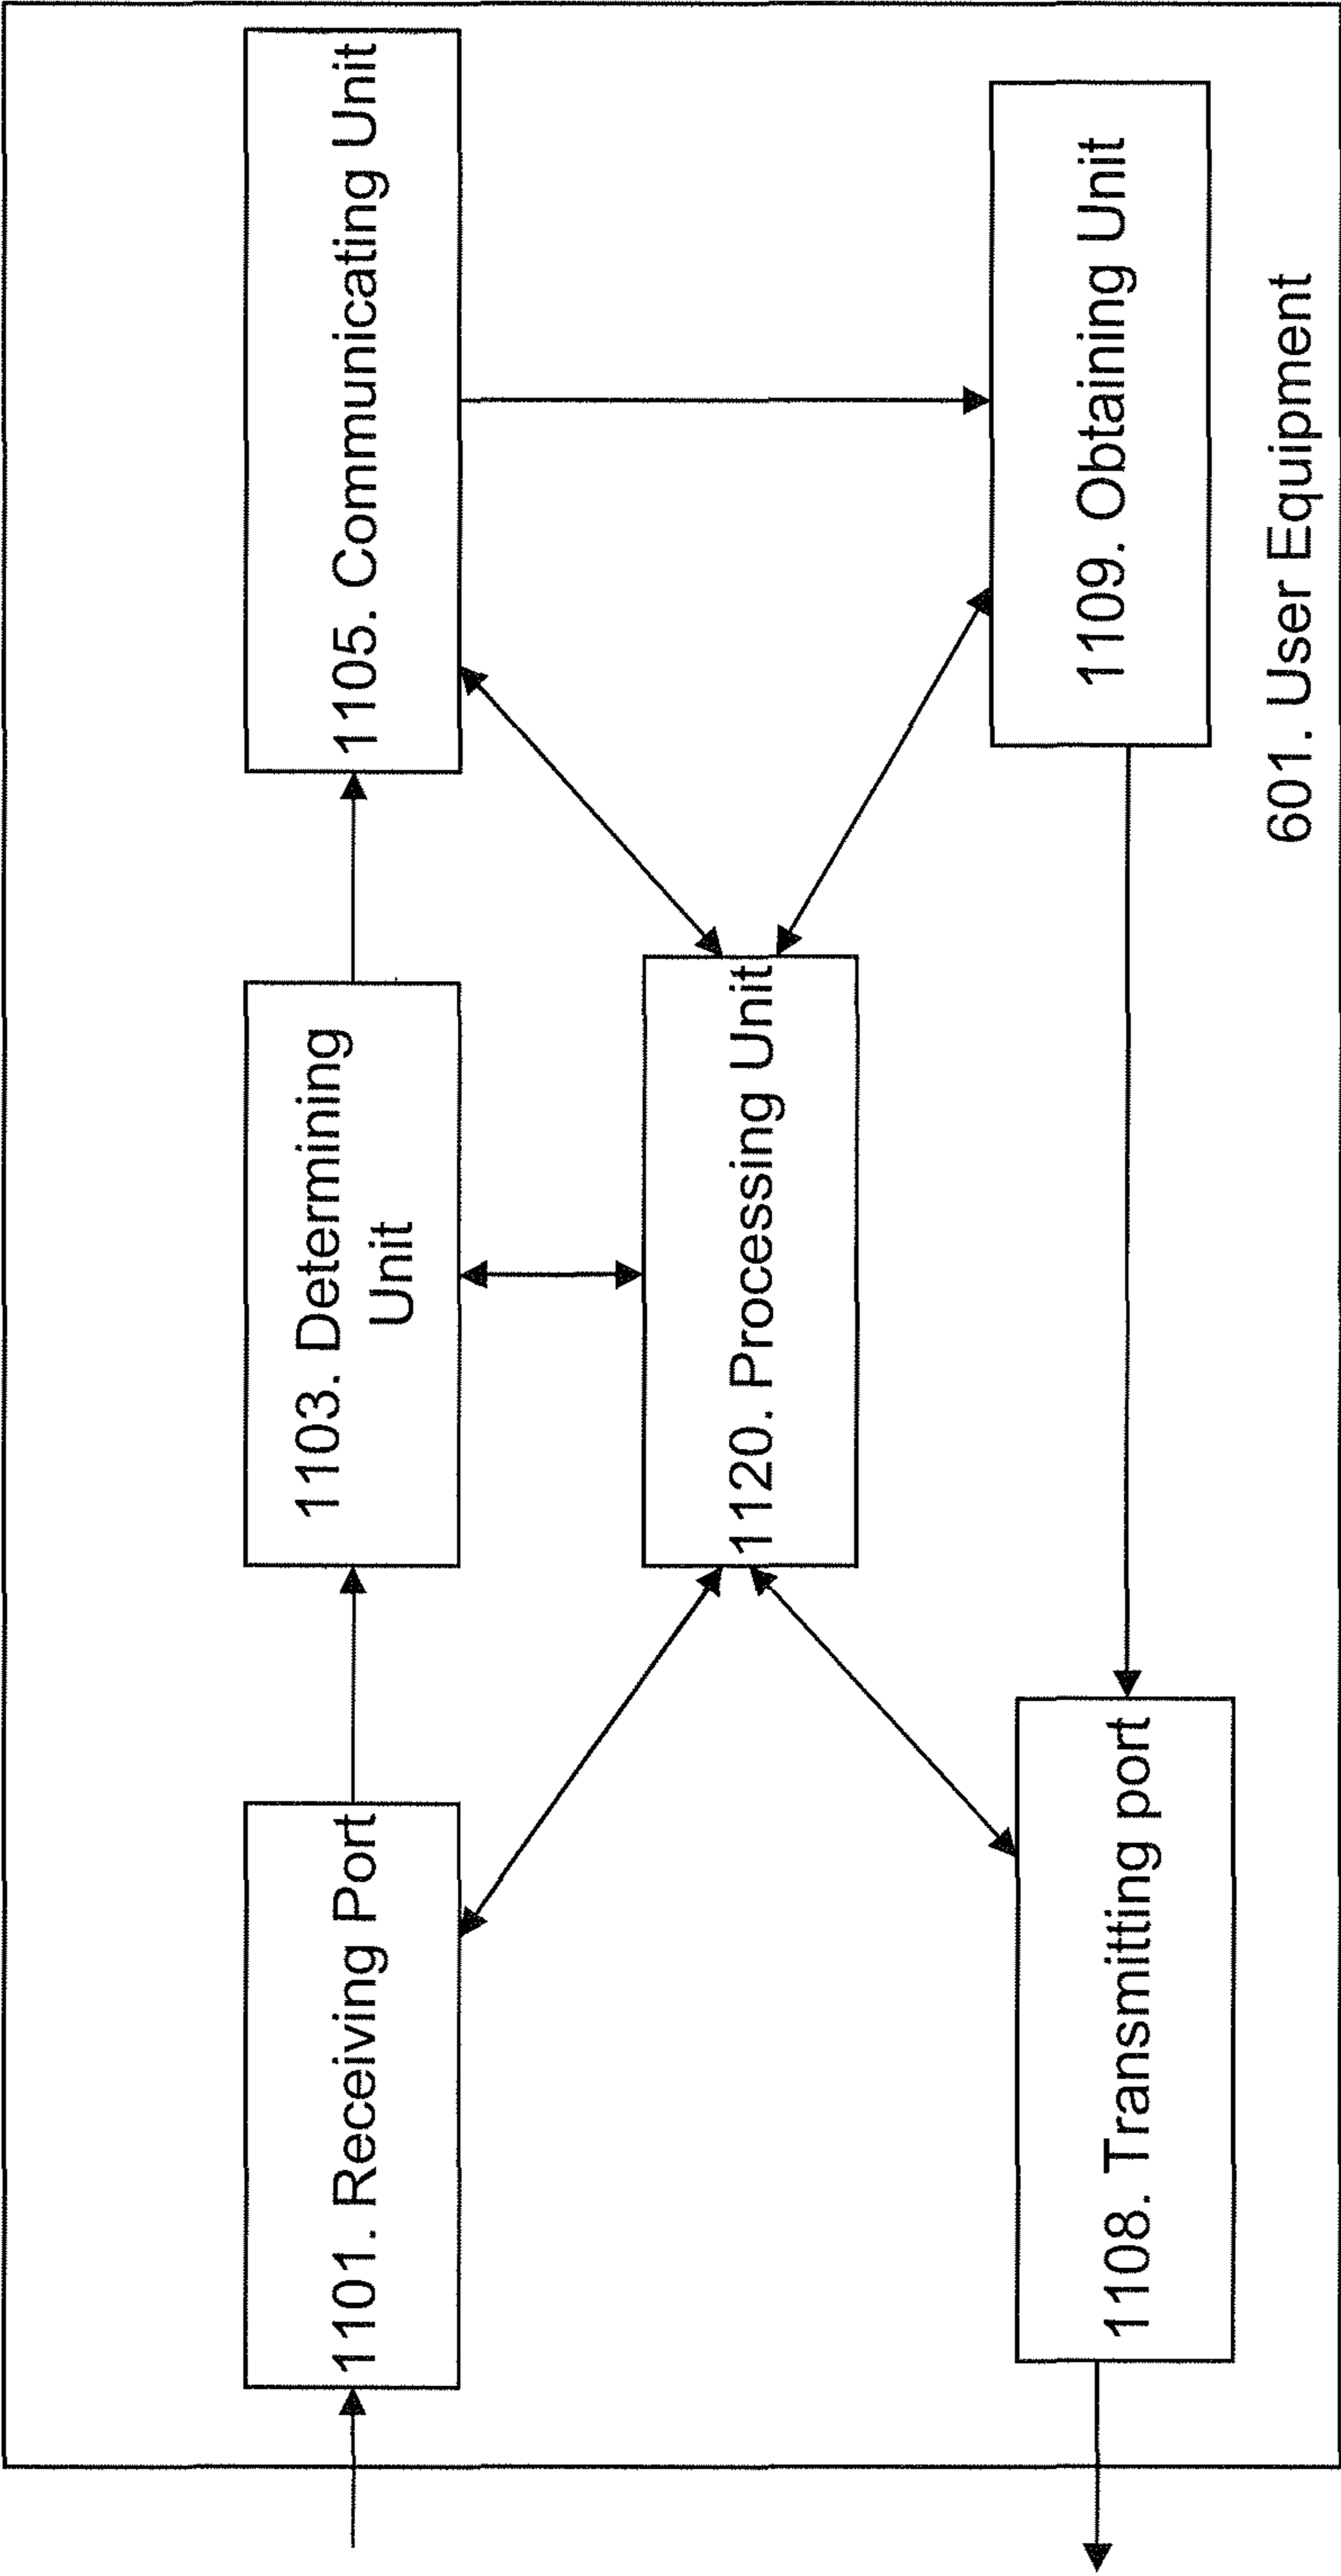 1101. Receiving Port
1103. Determining
Unit
1105. Communicating Unit
1120. Processing Unit
1108. Transmitting port
1109. Obtaining Unit
601. User Equipment